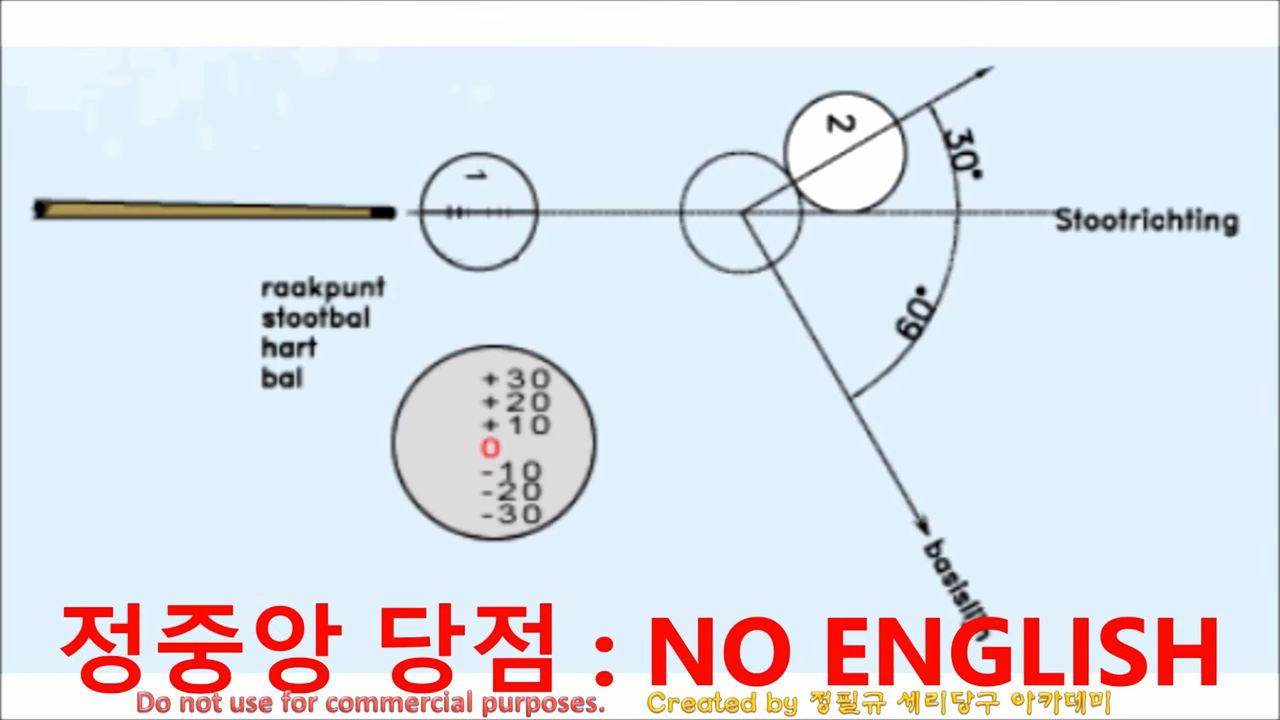 1
2
30°
Stootrichting
60°
raakpunt
stootbal
hart
bal
+30
+20
+10
0
-10
-20
-30
정중앙 당점 : NO ENGLISH
Do not use for commercial purposes.
Created by 정필규 세리당구 아카데미